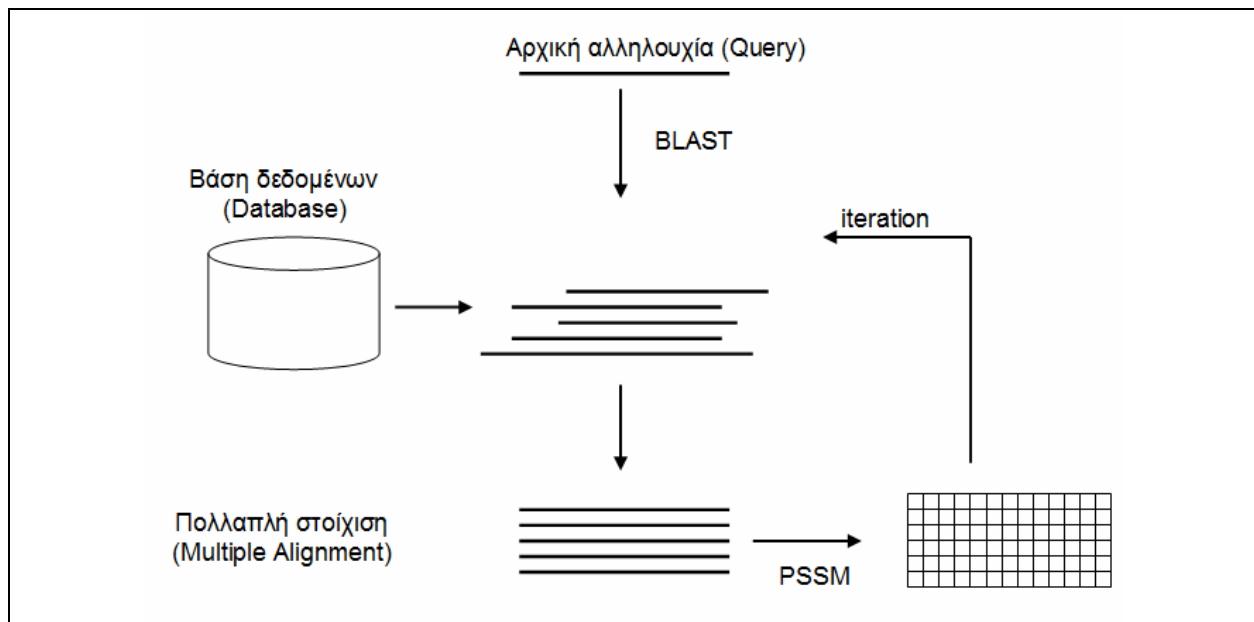 Αρχική αλληλουχία (Query)
BLAST
Βάση δεδομένων
(Database)
iteration
Πολλαπλή στοίχιση
(Multiple Alignment)
PSSM